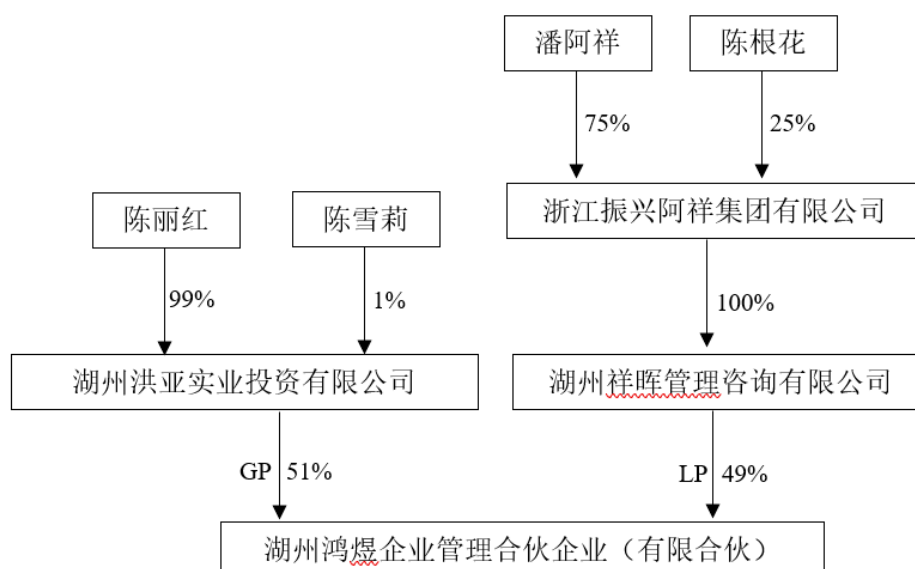 潘阿祥
陈根花
75%
25%
浙江振兴阿祥集团有限公司
陈丽红
陈雪莉
99%
1%
100%
湖州洪亚实业投资有限公司
湖州祥晖管理咨询有限公司
GP 51%
LP 49%
湖州鸿煜企业管理合伙企业（有限合伙）